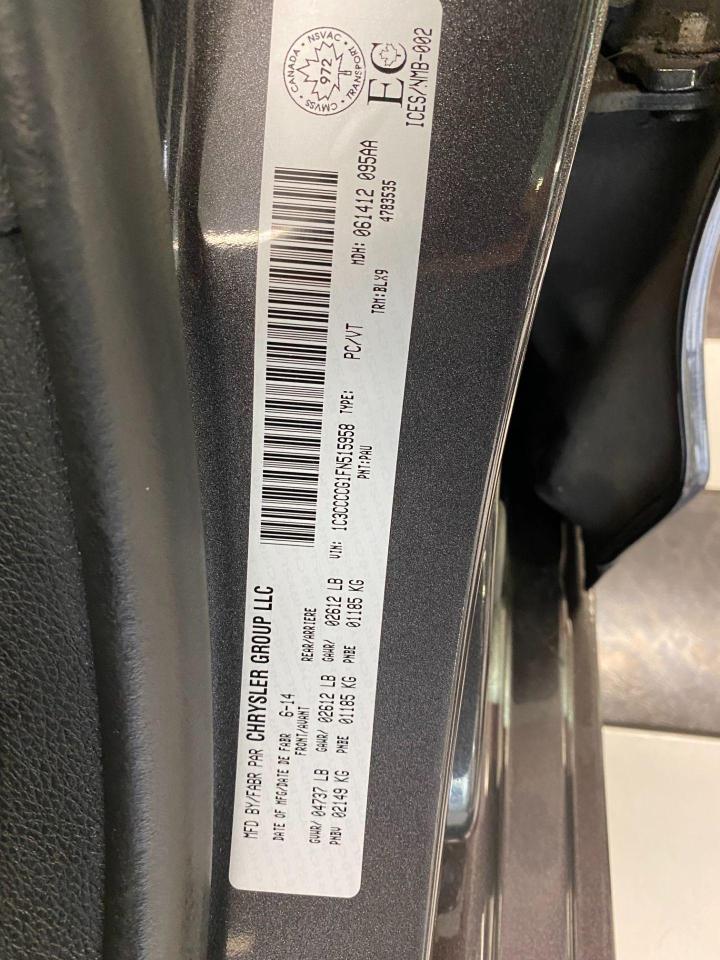 MFD BY/FABR PAR CHRYSLER GROUP LLC
DATE OF MFG/DATE DE FABR 6-14
FRONT/AVANT REAR/ARRIERE
GVWR/ 04737 LB GAWR/ 02612 LB GAWR/ 02612 LB
PNBV 02149 KG PNBE 01185 KG PNBE 01185 KG
VIN: 1C3CCCCG1FN515958 TYPE: PC/VT MDH: 061412 095AA
PNT:PAU TRM:BLX9 4783535
CANADA • NSVAC • TRANSPORT • CMVSS •
972
EC
ICES/NMB-002